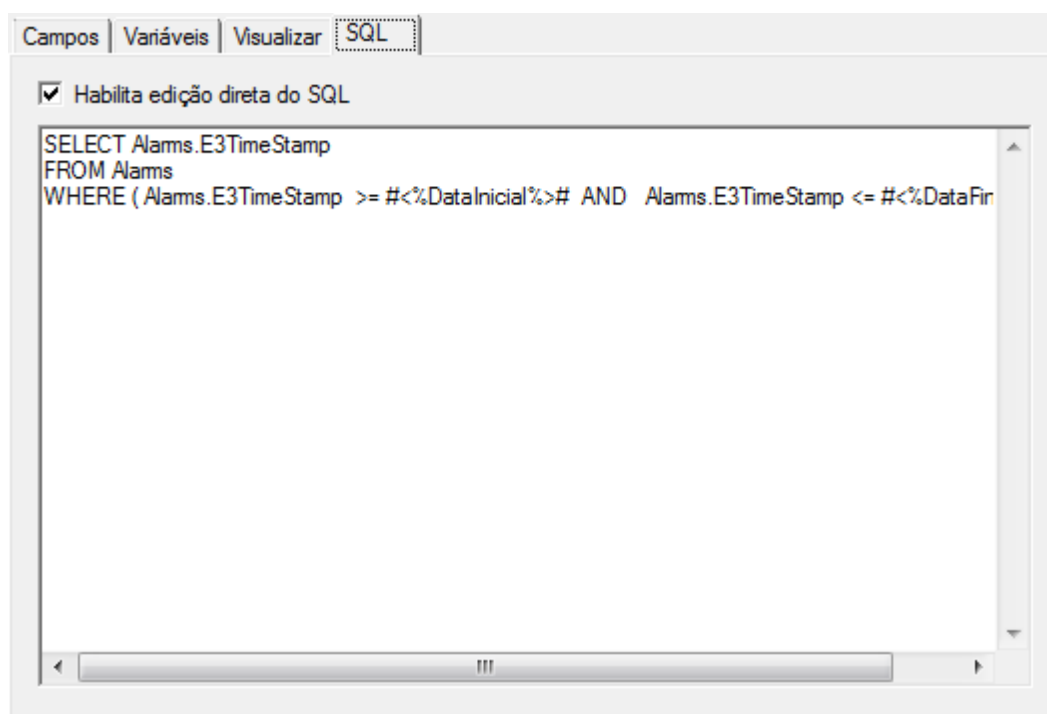 Campos Variáveis Visualizar SQL
Habilita edição direta do SQL
SELECT Alarms.E3TimeStamp
FROM Alarms
WHERE ( Alarms.E3TimeStamp >= #<%DataInicial%># AND Alarms.E3TimeStamp <= #<%DataFin